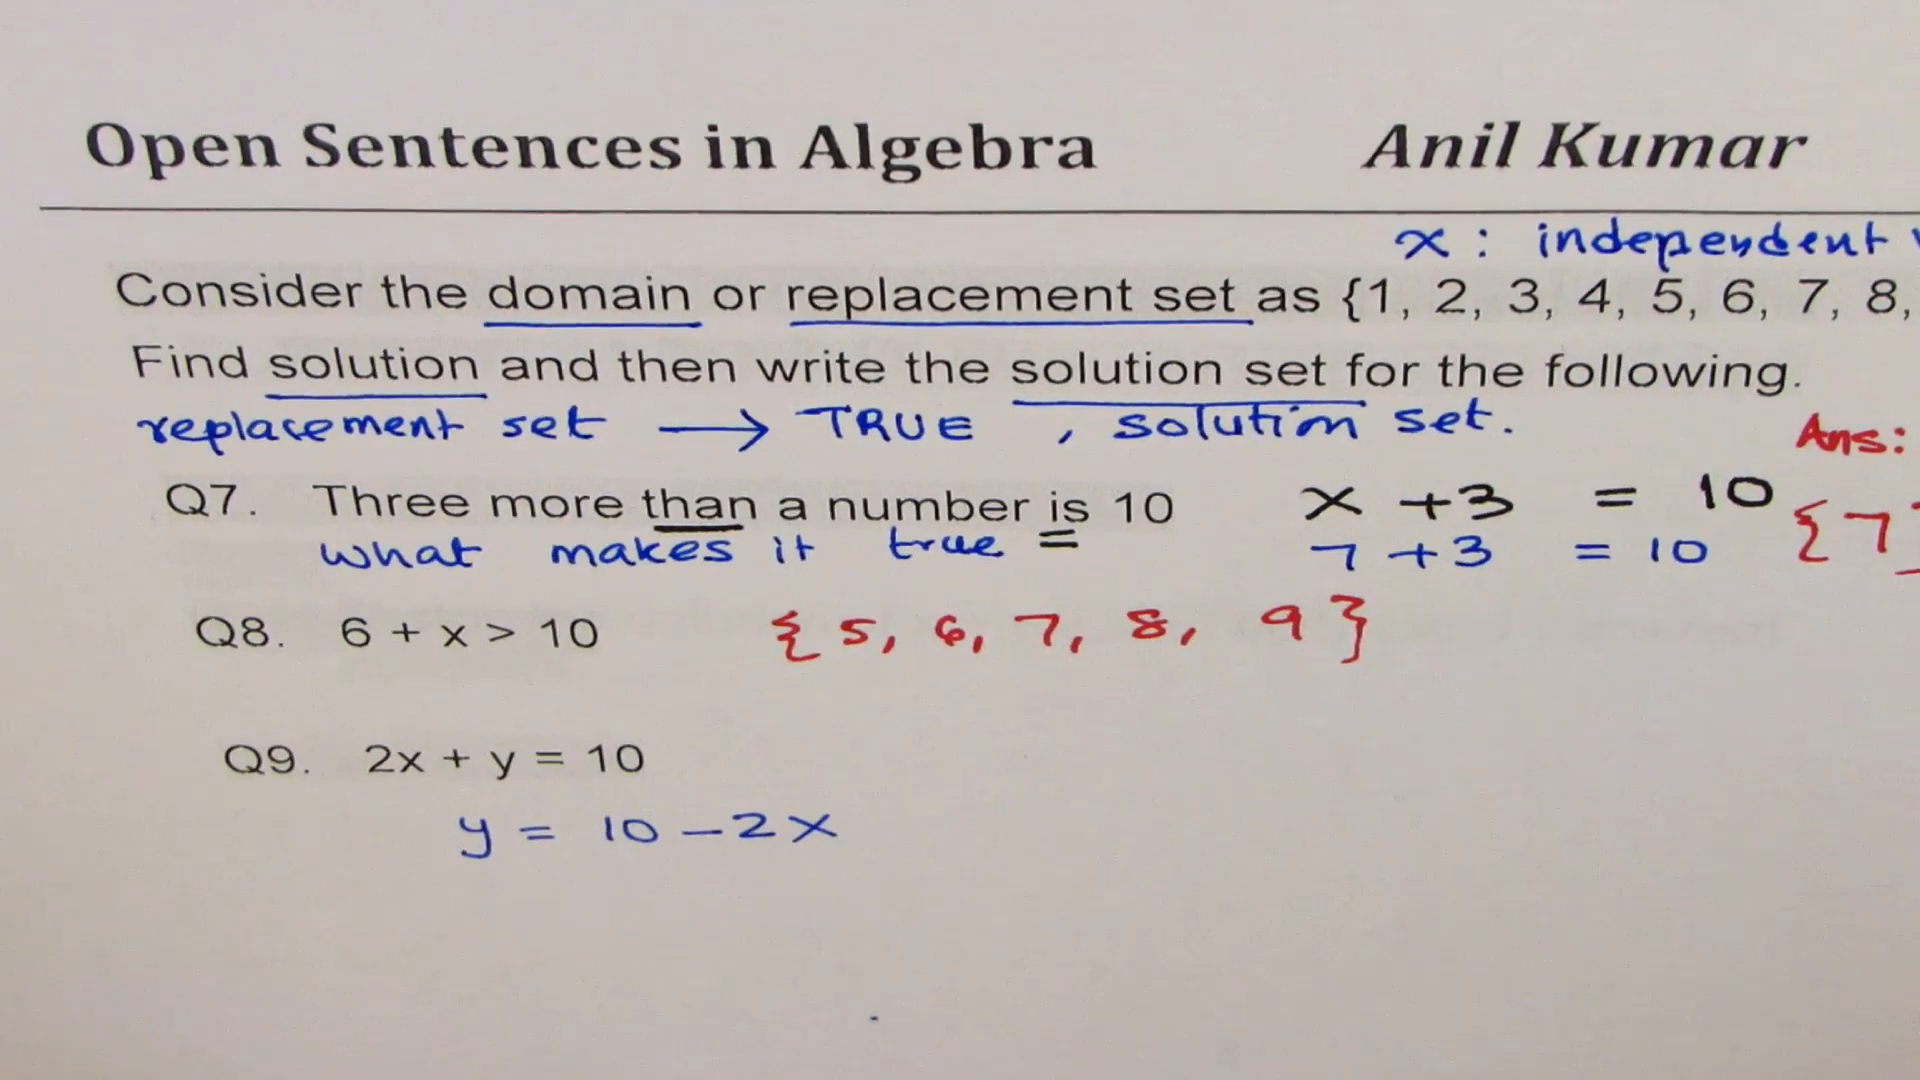 Open Sentences in Algebra Anil Kumar
x : independent
Consider the domain or replacement set as {1, 2, 3, 4, 5, 6, 7, 8,
Find solution and then write the solution set for the following.
replacement set → TRUE , solution set.
Ans:
Q7. Three more than a number is 10 x + 3 = 10
what makes it true = 7 + 3 = 10 {7}
Q8. 6 + x > 10 {5, 6, 7, 8, 9}
Q9. 2x + y = 10
y = 10 - 2x